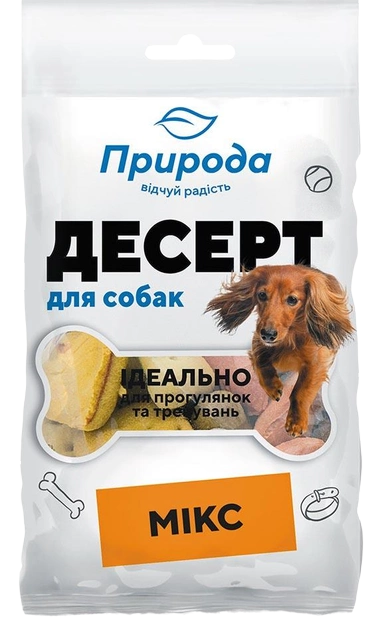 Природа
відчуй радість
ДЕСЕРТ
для собак
ІДЕАЛЬНО
для прогулянок
та тренувань
МІКС